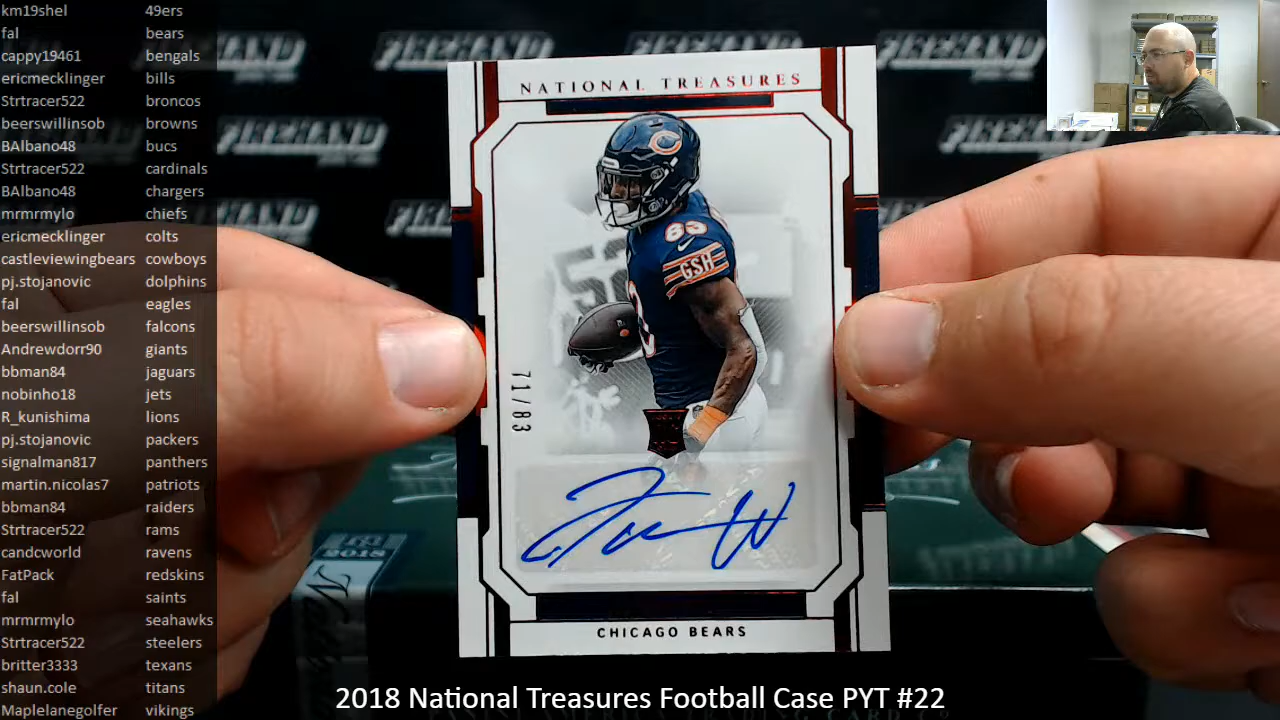 km19shel 49ers
fal bears
cappy19461 bengals
ericmecklinger bills
Strtracer522 broncos
beerswillinsob browns
BAlbano48 bucs
Strtracer522 cardinals
BAlbano48 chargers
mrmrmylo chiefs
ericmecklinger colts
castleviewingbears cowboys
pj.stojanovic dolphins
fal eagles
beerswillinsob falcons
Andrewdorr90 giants
bbman84 jaguars
nobinho18 jets
R_kunishima lions
pj.stojanovic packers
signalman817 panthers
martin.nicolas7 patriots
bbman84 raiders
Strtracer522 rams
candcworld ravens
FatPack redskins
fal saints
mrmrmylo seahawks
Strtracer522 steelers
britter3333 texans
shaun.cole titans
Maplelanegolfer vikings
NATIONAL TREASURES
83
GSH
71/83
CHICAGO BEARS
2018
2018 National Treasures Football Case PYT #22